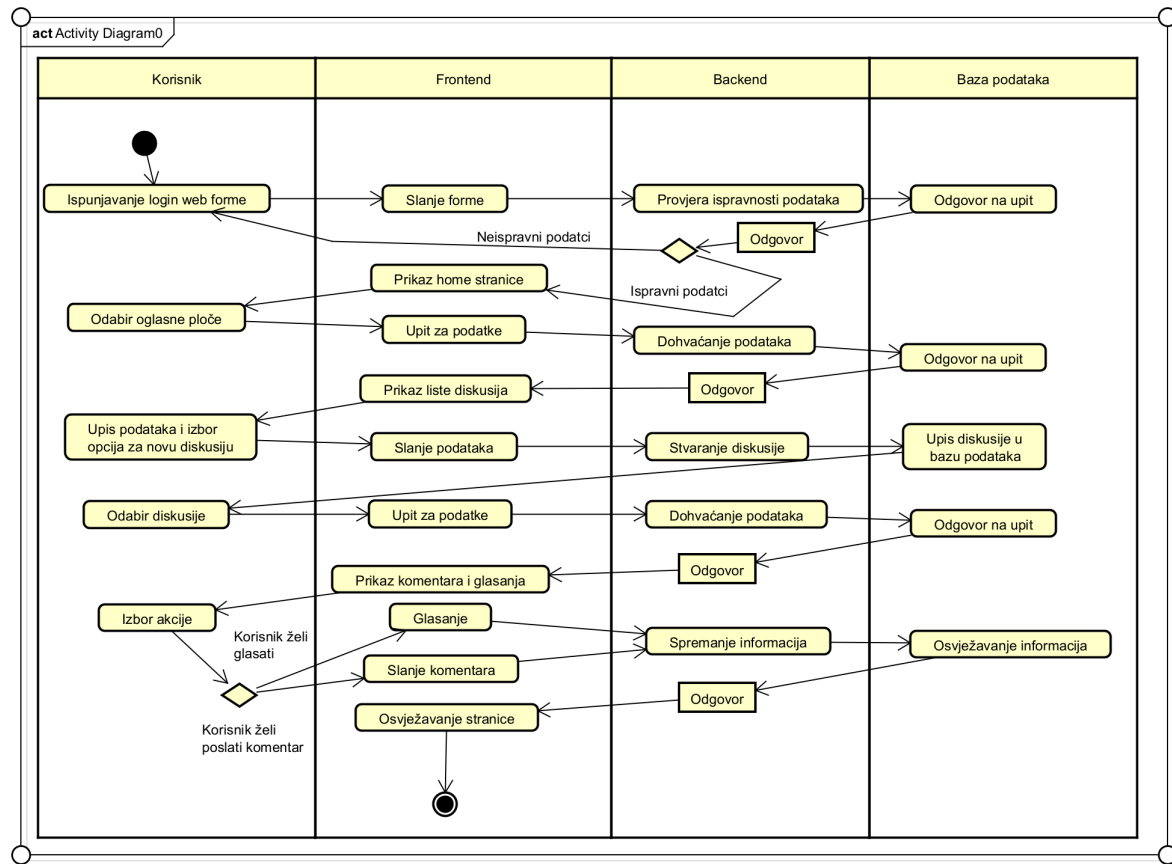 act Activity Diagram0
Korisnik
Frontend
Backend
Baza podataka
Ispunjavanje login web forme
Slanje forme
Provjera ispravnosti podataka
Odgovor na upit
Odgovor
Neispravni podatci
Ispravni podatci
Prikaz home stranice
Odabir oglasne ploče
Upit za podatke
Dohvaćanje podataka
Odgovor na upit
Odgovor
Prikaz liste diskusija
Upis podataka i izbor
opcija za novu diskusiju
Slanje podataka
Stvaranje diskusije
Upis diskusije u
bazu podataka
Odabir diskusije
Upit za podatke
Dohvaćanje podataka
Odgovor na upit
Odgovor
Prikaz komentara i glasanja
Izbor akcije
Korisnik želi
glasati
Glasanje
Spremanje informacija
Osvježavanje informacija
Slanje komentara
Korisnik želi
poslati komentar
Odgovor
Osvježavanje stranice